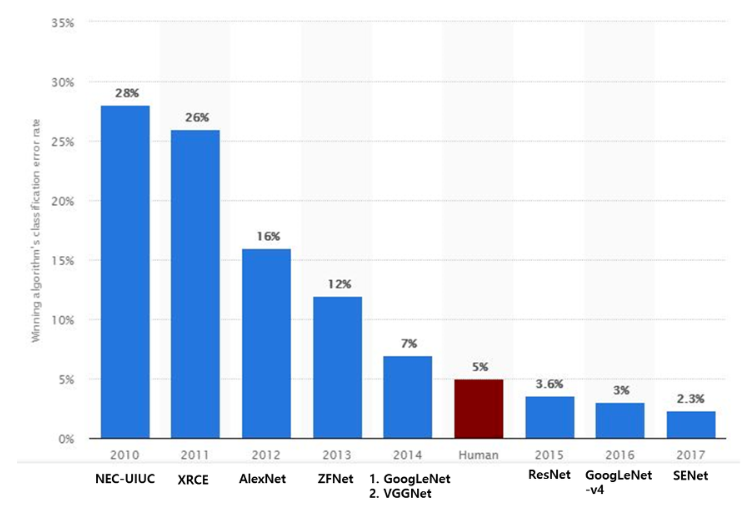 Winning algorithm's classification error rate
35%
30%
25%
20%
15%
10%
5%
0%
28%
26%
16%
12%
7%
5%
3.6%
3%
2.3%
2010
2011
2012
2013
2014
Human
2015
2016
2017
NEC-UIUC
XRCE
AlexNet
ZFNet
1. GoogLeNet
2. VGGNet
ResNet
GoogLeNet
-v4
SENet